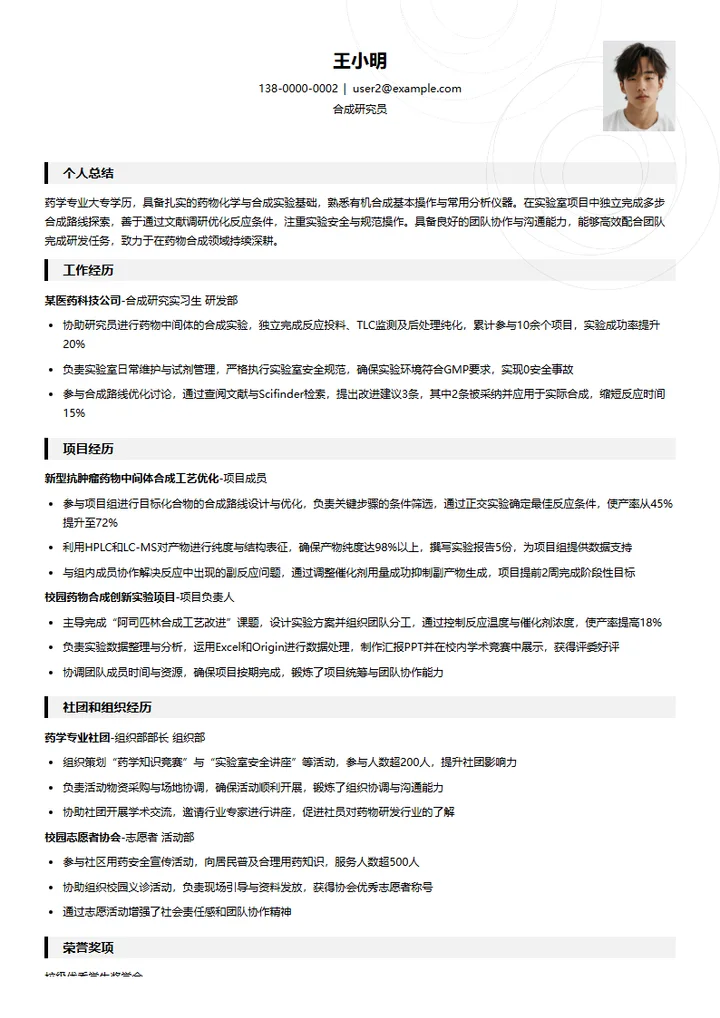 王小明
138-0000-0002 | user2@example.com
合成研究员
个人总结
药学专业大专学历，具备扎实的药物化学与合成实验基础，熟悉有机合成基本操作与常用分析仪器。在实验室项目中独立完成多步
合成路线探索，善于通过文献调研优化反应条件，注重实验安全与规范操作。具备良好的团队协作与沟通能力，能够高效配合团队
完成研发任务，致力于在药物合成领域持续深耕。
工作经历
某医药科技公司-合成研究实习生 研发部
• 协助研究员进行药物中间体的合成实验，独立完成反应投料、TLC监测及后处理纯化，累计参与10余个项目，实验成功率提升
20%
• 负责实验室日常维护与试剂管理，严格执行实验室安全规范，确保实验环境符合GMP要求，实现0安全事故
• 参与合成路线优化讨论，通过查阅文献与Scifinder检索，提出改进建议3条，其中2条被采纳并应用于实际合成，缩短反应时间
15%
项目经历
新型抗肿瘤药物中间体合成工艺优化-项目成员
• 参与项目组进行目标化合物的合成路线设计与优化，负责关键步骤的条件筛选，通过正交实验确定最佳反应条件，使产率从45%
提升至72%
• 利用HPLC和LC-MS对产物进行纯度与结构表征，确保产物纯度达98%以上，撰写实验报告5份，为项目组提供数据支持
• 与组内成员协作解决反应中出现的副反应问题，通过调整催化剂用量成功抑制副产物生成，项目提前2周完成阶段性目标
校园药物合成创新实验项目-项目负责人
• 主导完成“阿司匹林合成工艺改进”课题，设计实验方案并组织团队分工，通过控制反应温度与催化剂浓度，使产率提高18%
• 负责实验数据整理与分析，运用Excel和Origin进行数据处理，制作汇报PPT并在校内学术竞赛中展示，获得评委好评
• 协调团队成员时间与资源，确保项目按期完成，锻炼了项目统筹与团队协作能力
社团和组织经历
药学专业社团-组织部部长 组织部
• 组织策划“药学知识竞赛”与“实验室安全讲座”等活动，参与人数超200人，提升社团影响力
• 负责活动物资采购与场地协调，确保活动顺利开展，锻炼了组织协调与沟通能力
• 协助社团开展学术交流，邀请行业专家进行讲座，促进社员对药物研发行业的了解
校园志愿者协会-志愿者 活动部
• 参与社区用药安全宣传活动，向居民普及合理用药知识，服务人数超500人
• 协助组织校园义诊活动，负责现场引导与资料发放，获得协会优秀志愿者称号
• 通过志愿活动增强了社会责任感和团队协作精神
荣誉奖项